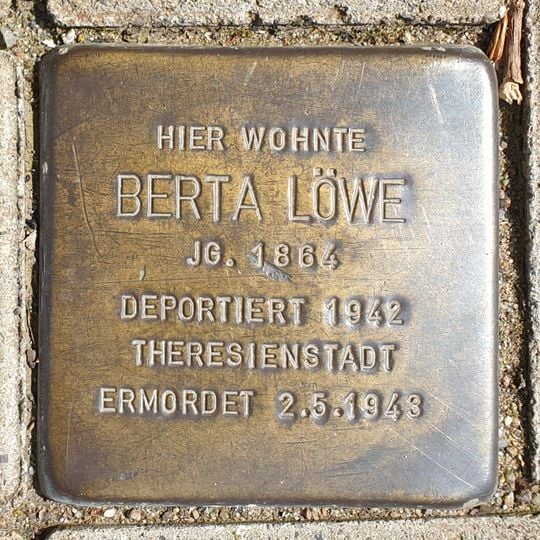 HIER WOHNTE
BERTA LÖWE
JG. 1864
DEPORTIERT 1942
THERESIENSTADT
ERMORDET 2.5.1943